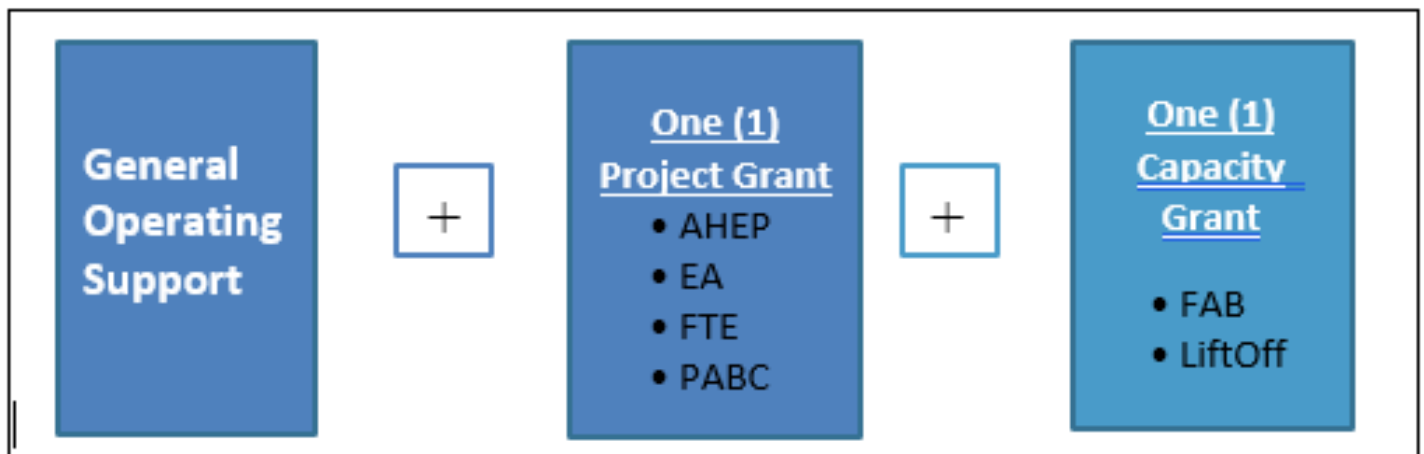 General
Operating
Support
+
One (1)
Project Grant
• AHEP
• EA
• FTE
• PABC
+
One (1)
Capacity
Grant
• FAB
• LiftOff